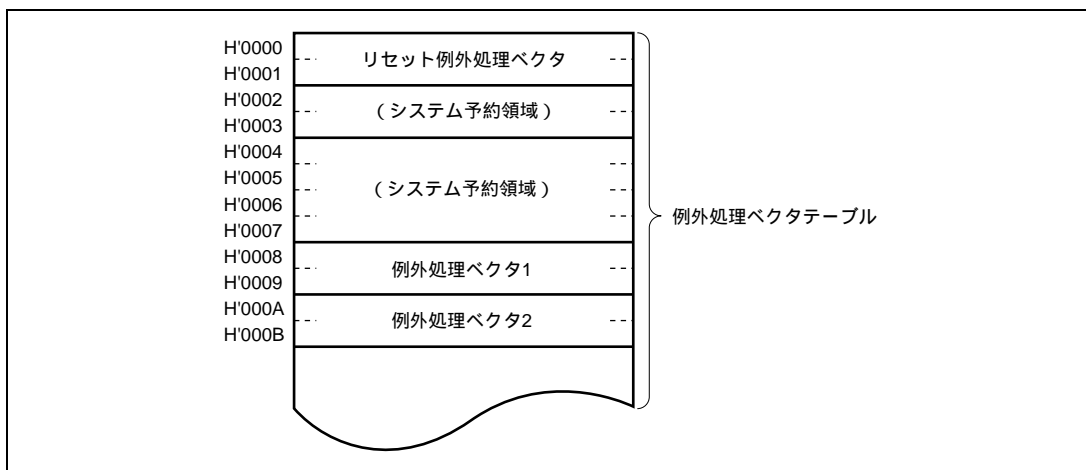 H'0000
リセット例外処理ベクタ
H'0001
H'0002
(システム予約領域)
H'0003
H'0004
H'0005
(システム予約領域)
H'0006
H'0007
H'0008
例外処理ベクタ1
H'0009
H'000A
例外処理ベクタ2
H'000B
例外処理ベクタテーブル